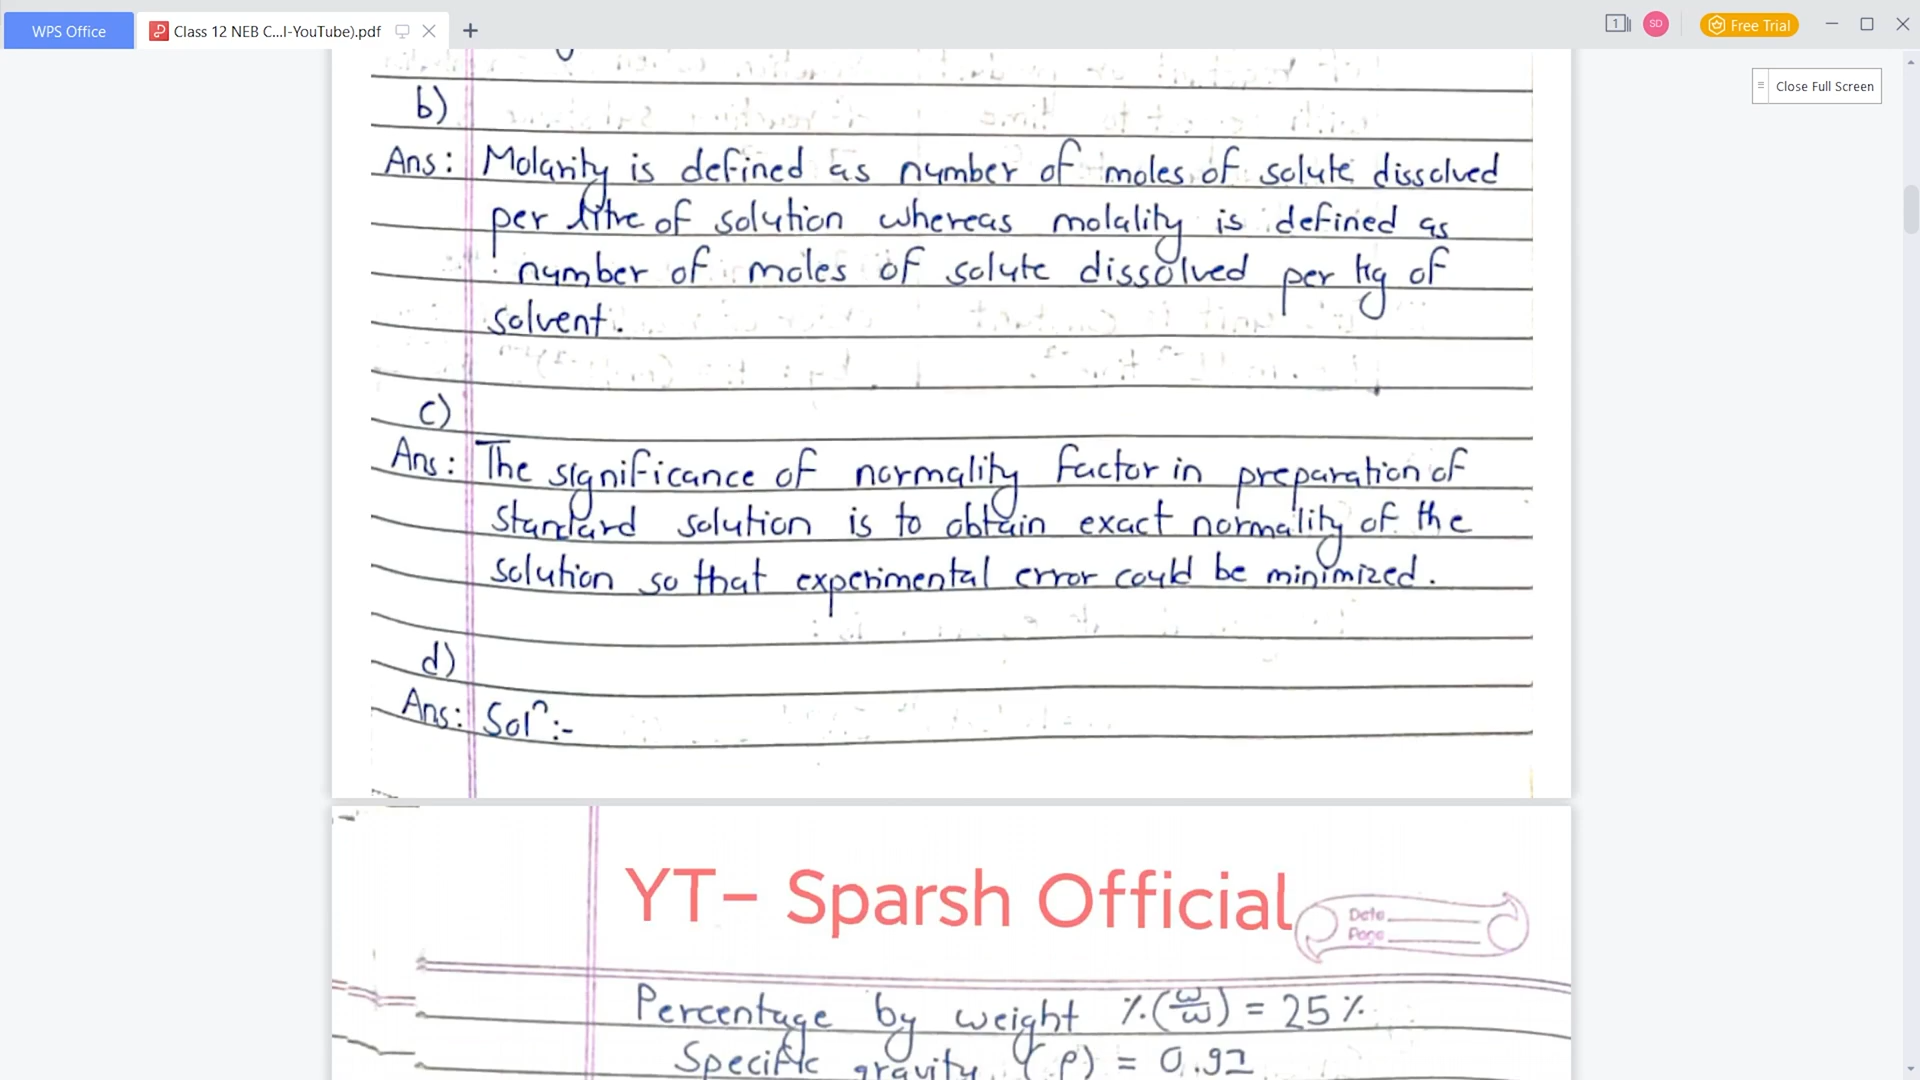 WPS Office
Class 12 NEB C...I-YouTube).pdf
1
SD
Free Trial
Close Full Screen
b)
Ans: Molarity is defined as number of moles of solute dissolved
per litre of solution whereas molality is defined as
number of moles of solute dissolved per kg of
solvent.
c)
Ans: The significance of normality factor in preparation of
standard solution is to obtain exact normality of the
solution so that experimental error could be minimized.
d)
Ans: Solⁿ:-
YT- Sparsh Official
Date
Page
Percentage by weight %(w/w) = 25 %
Specific gravity (ρ) = 0.92